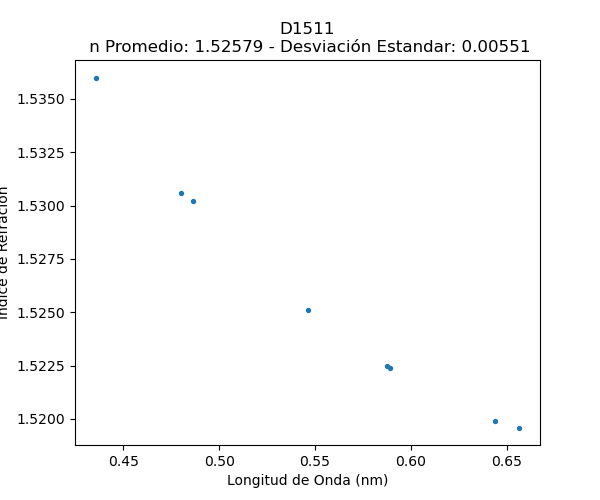 D1511
n Promedio: 1.52579 - Desviación Estandar: 0.00551
1.5350
1.5325
1.5300
1.5275
1.5250
1.5225
1.5200
Índice de Refracción
0.45 0.50 0.55 0.60 0.65
Longitud de Onda (nm)